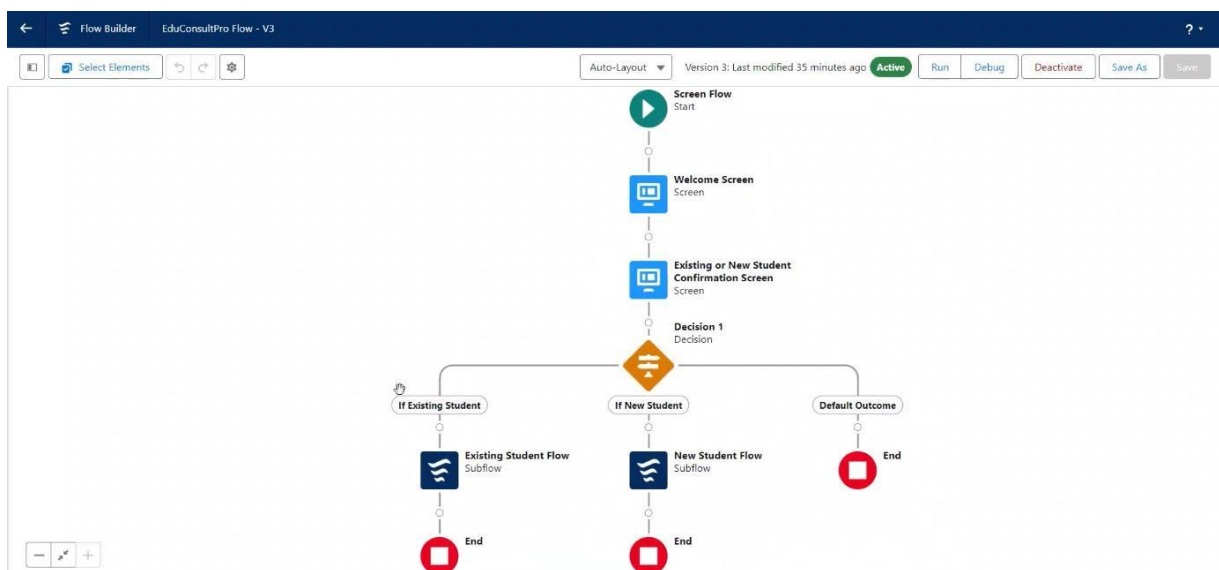 Flow Builder EduConsultPro Flow - V3 ?
Select Elements Auto-Layout Version 3: Last modified 35 minutes ago Active Run Debug Deactivate Save As Save
Screen Flow
Start
Welcome Screen
Screen
Existing or New Student
Confirmation Screen
Screen
Decision 1
Decision
If Existing Student If New Student Default Outcome
Existing Student Flow New Student Flow End
Subflow Subflow
End End